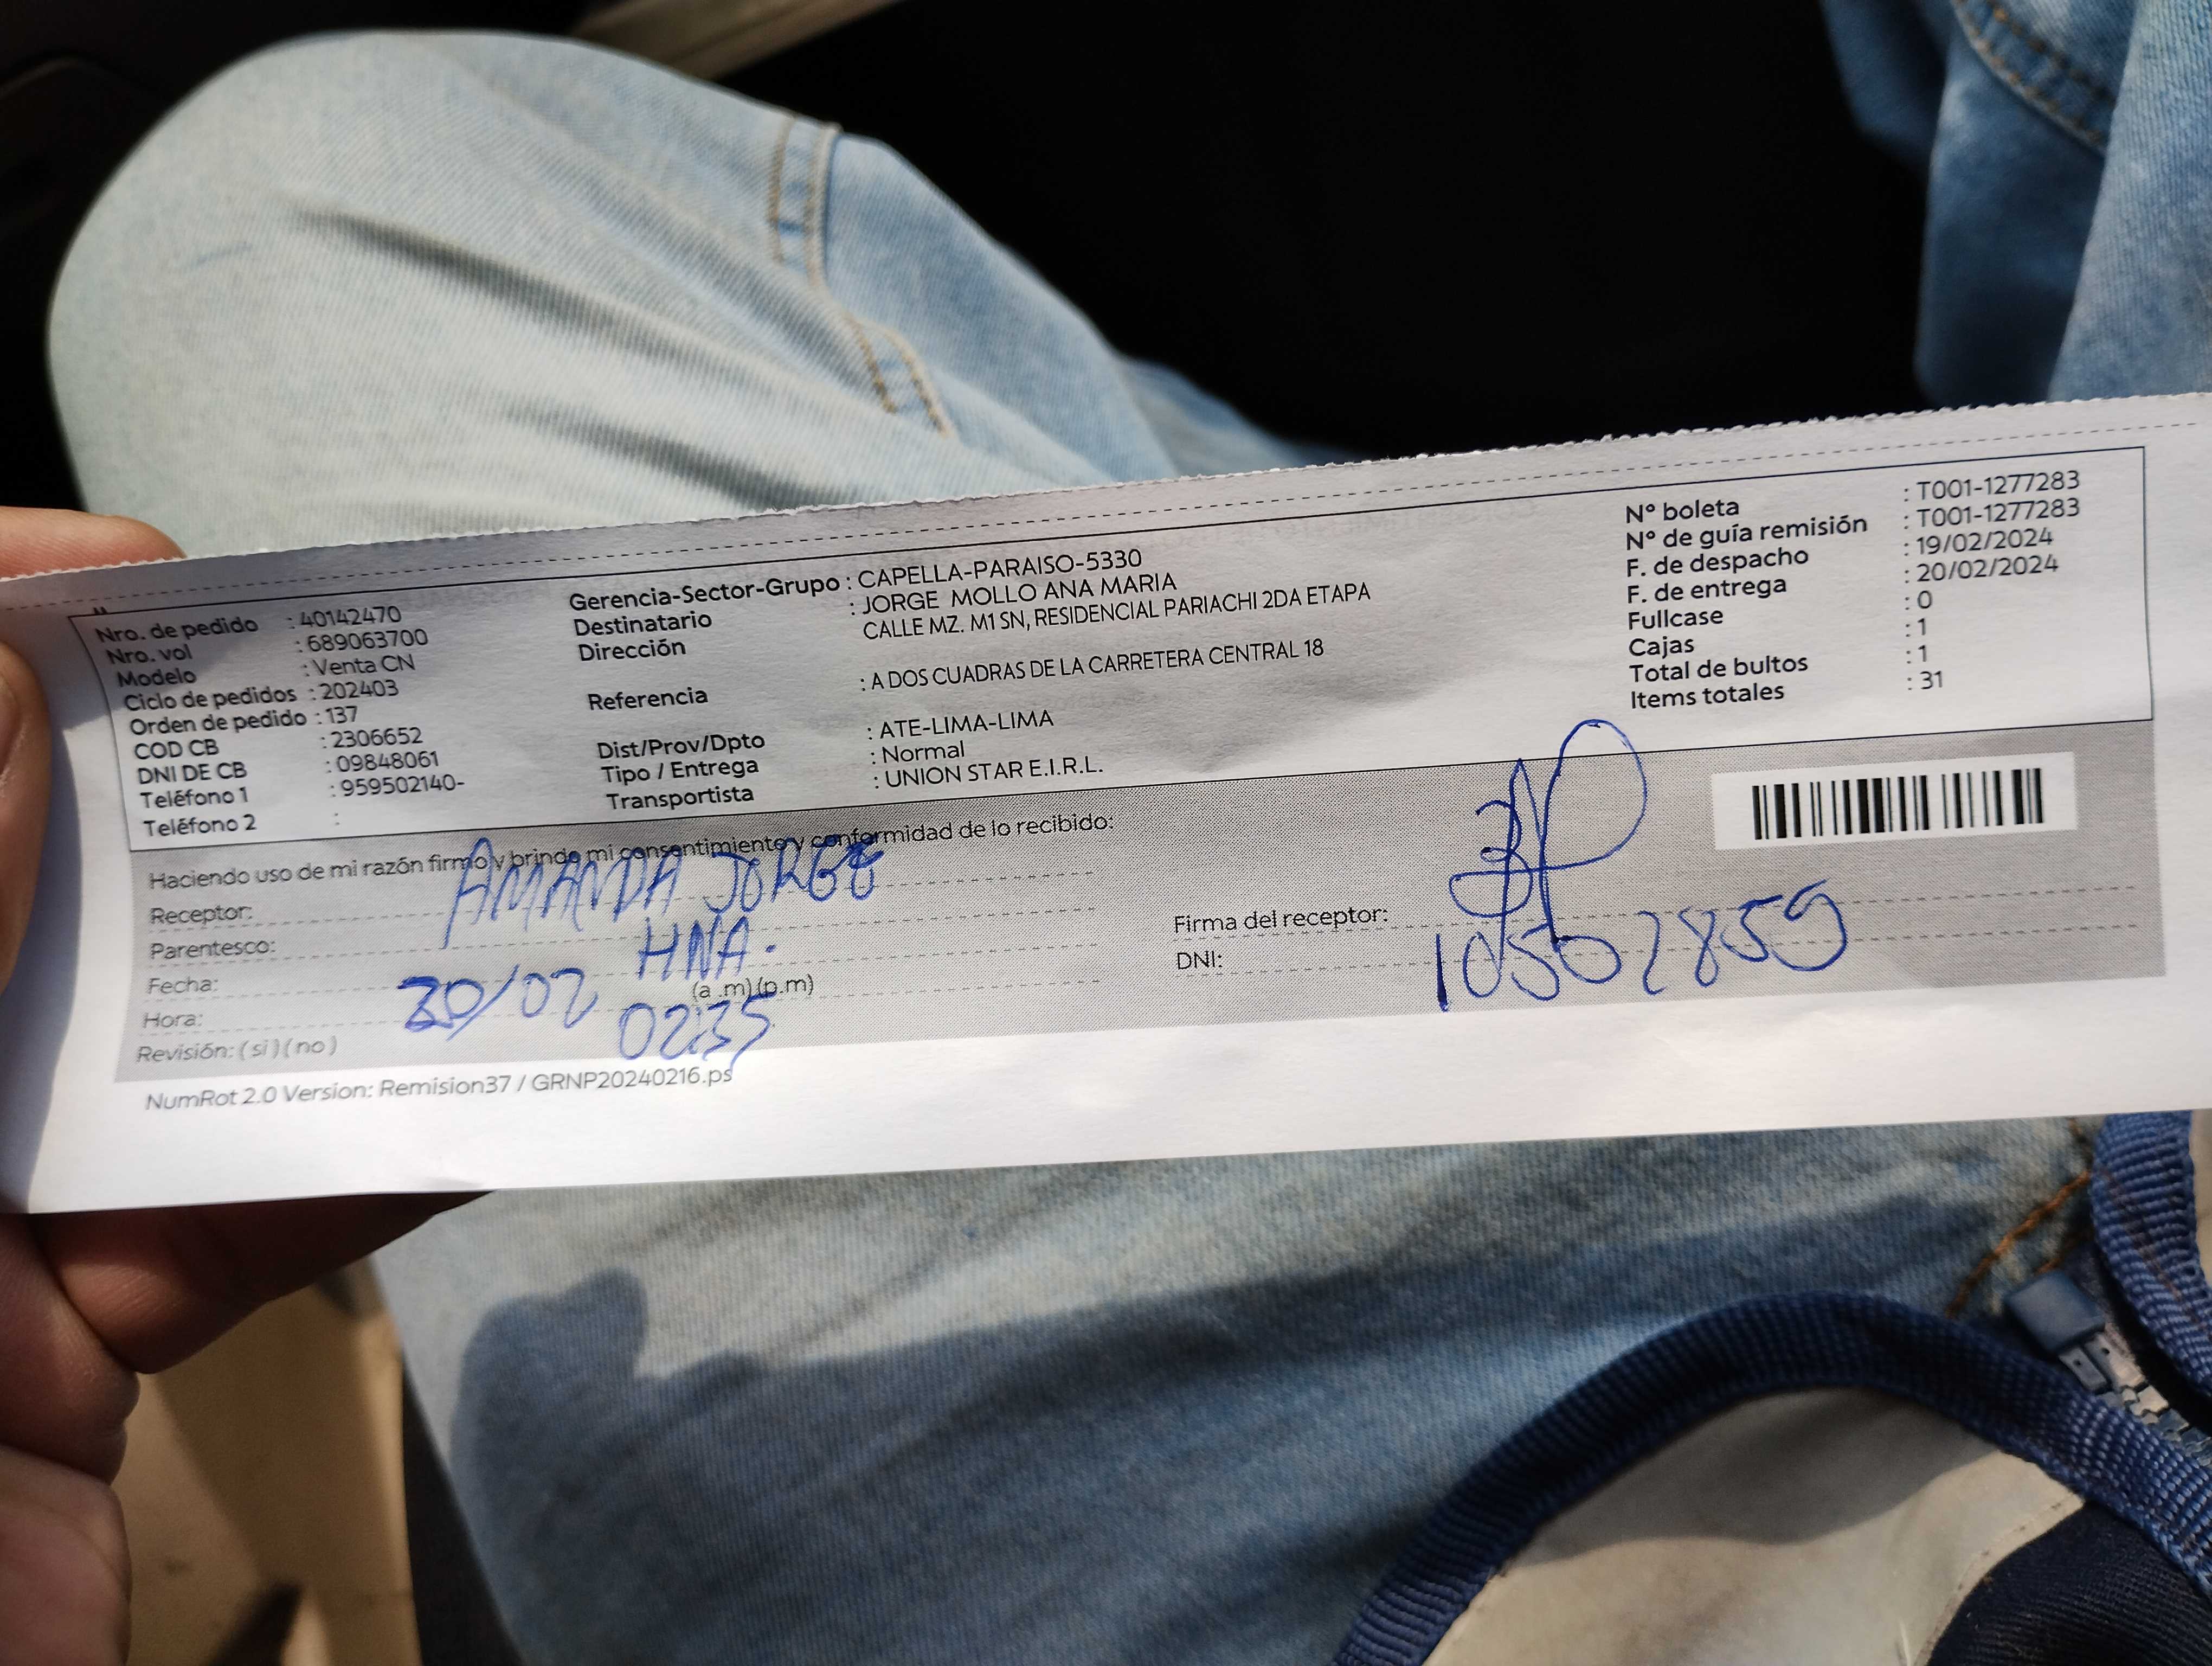 Nro. de pedido : 40142470
Nro. vol : 689063700
Modelo : Venta CN
Ciclo de pedidos : 202403
Orden de pedido : 137
COD CB : 2306652
DNI DE CB : 09848061
Teléfono 1 : 959502140-
Teléfono 2 :
Gerencia-Sector-Grupo : CAPELLA-PARAISO-5330
Destinatario : JORGE MOLLO ANA MARIA
Dirección CALLE MZ. M1 SN, RESIDENCIAL PARIACHI 2DA ETAPA
Referencia : A DOS CUADRAS DE LA CARRETERA CENTRAL 18
Dist/Prov/Dpto : ATE-LIMA-LIMA
Tipo / Entrega : Normal
Transportista : UNION STAR E.I.R.L.
N° boleta : T001-1277283
N° de guía remisión : T001-1277283
F. de despacho : 19/02/2024
F. de entrega : 20/02/2024
Fullcase : 0
Cajas : 1
Total de bultos : 1
Items totales : 31
Haciendo uso de mi razón firmo y brindo mi consentimiento y conformidad de lo recibido:
Receptor: AMANDA JORGE
Parentesco: HNA.
Fecha: 20/02
Hora: (a .m) (p.m) 0235
Revisión: ( si ) ( no )
Firma del receptor:
DNI: 10502859
NumRot 2.0 Version: Remision37 / GRNP20240216.ps